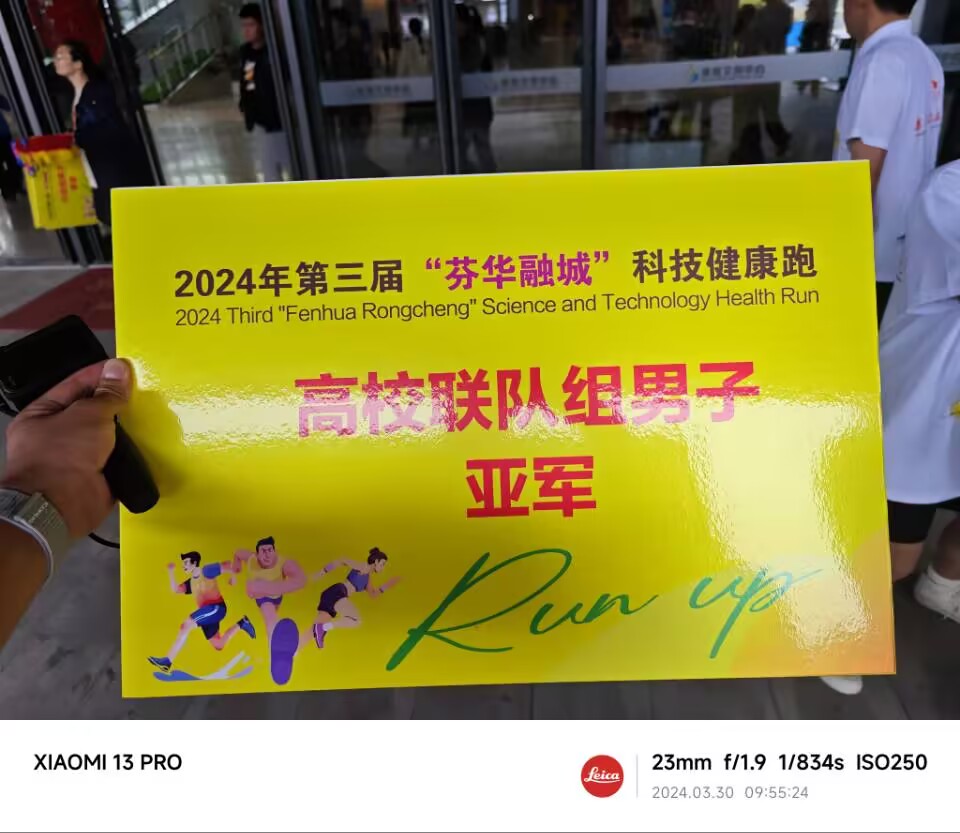 2024年第三届“芬华融城”科技健康跑
2024 Third "Fenhua Rongcheng" Science and Technology Health Run
高校联队组男子
亚军
Run up
XIAOMI 13 PRO
Leica
23mm f/1.9 1/834s ISO250
2024.03.30 09:55:24